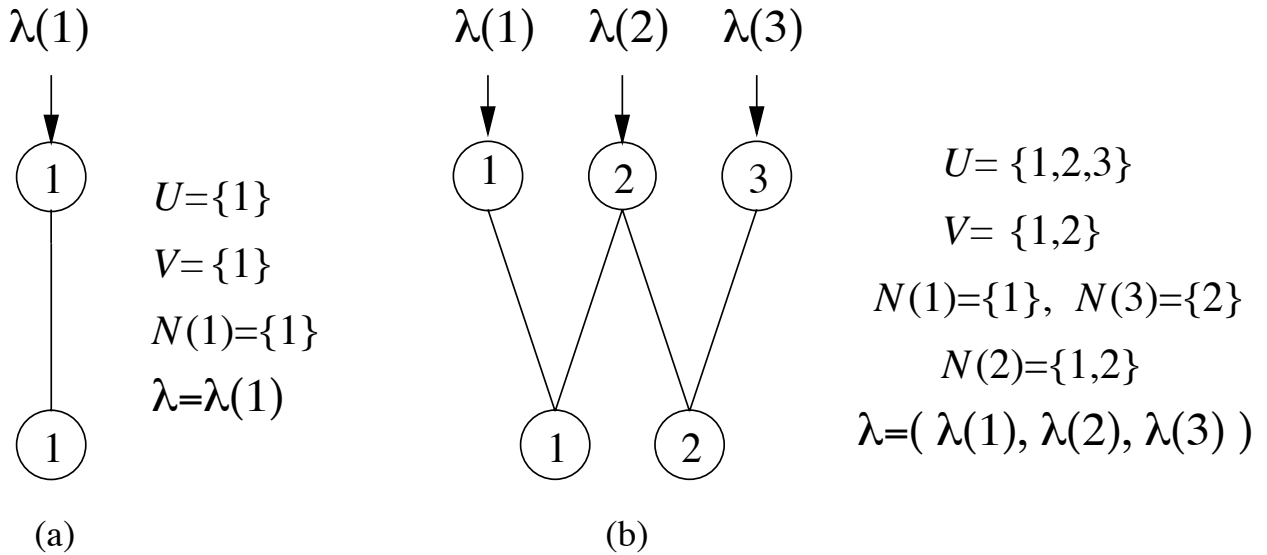 λ(1)
1
U={1}
V={1}
N(1)={1}
λ=λ(1)
1
(a)
λ(1) λ(2) λ(3)
1 2 3
U= {1,2,3}
V= {1,2}
N(1)={1}, N(3)={2}
N(2)={1,2}
λ=( λ(1), λ(2), λ(3) )
1 2
(b)